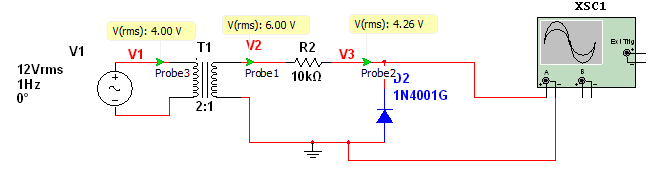 XSC1
V(rms): 4.00 V
V(rms): 6.00 V
V(rms): 4.26 V
V1
V1
T1
V2
R2
V3
Ext Trig
12Vrms
1Hz
0°
Probe3
Probe1
10kΩ
Probe2
D2
1N4001G
2:1
A
B